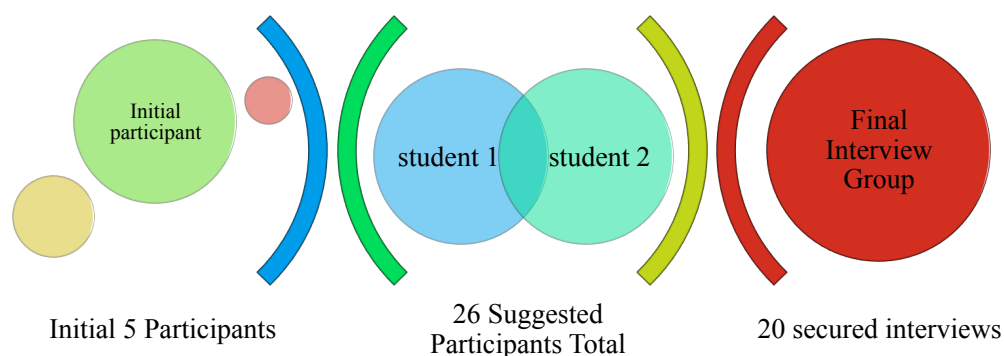 Initial
participant
student 1
student 2
Final
Interview
Group
Initial 5 Participants
26 Suggested
Participants Total
20 secured interviews